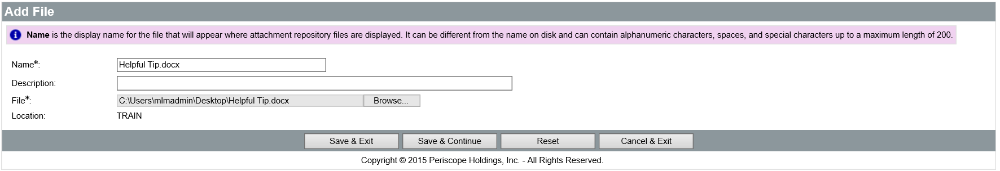 Add File
Name is the display name for the file that will appear where attachment repository files are displayed. It can be different from the name on disk and can contain alphanumeric characters, spaces, and special characters up to a maximum length of 200.
Name*: Helpful Tip.docx
Description:
File*: C:\Users\mlmadmin\Desktop\Helpful Tip.docx Browse...
Location: TRAIN
Save & Exit Save & Continue Reset Cancel & Exit
Copyright © 2015 Periscope Holdings, Inc. - All Rights Reserved.